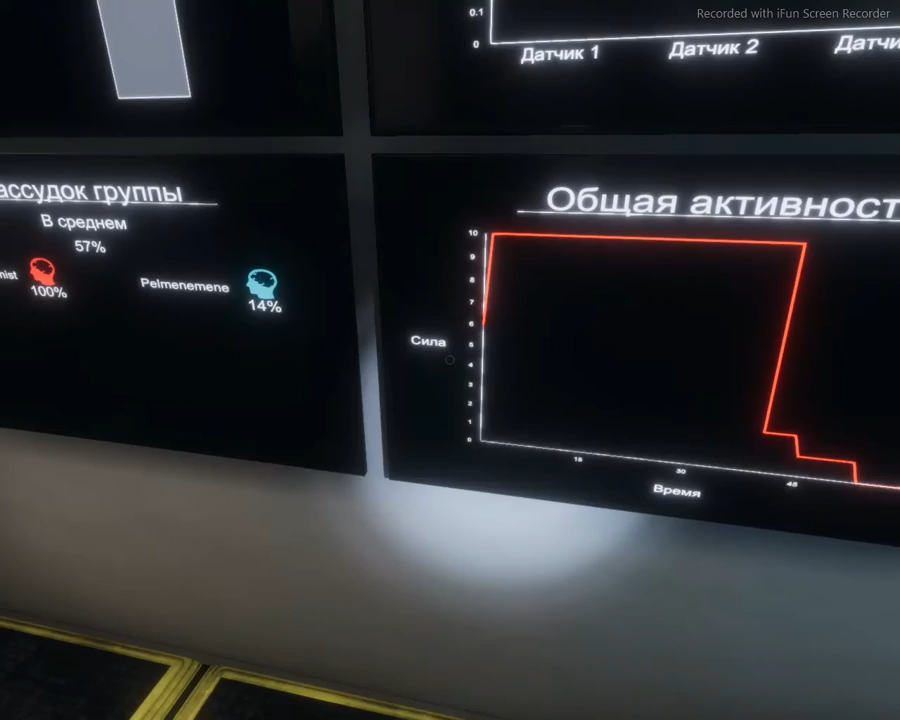 Recorded with iFun Screen Recorder
0.1
0
Датчик 1 Датчик 2
ассудок группы
В среднем
57%
nist
100%
Pelmenemene
14%
Общая активност
10
9
8
7
6
5
4
3
2
1
0
Сила
15 30 45
Время